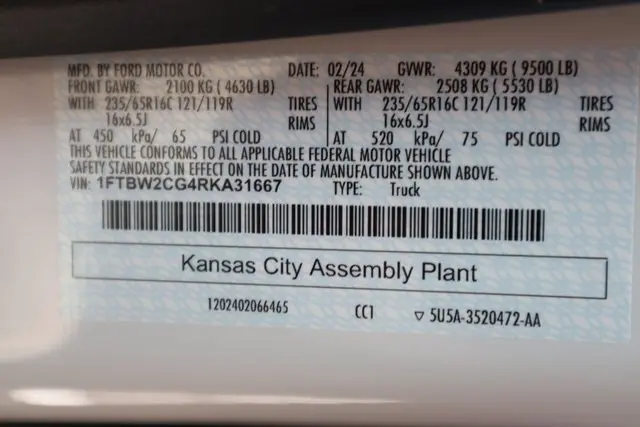 MFD. BY FORD MOTOR CO. DATE: 02/24 GVWR: 4309 KG ( 9500 LB)
FRONT GAWR: 2100 KG ( 4630 LB) REAR GAWR: 2508 KG ( 5530 LB)
WITH 235/65R16C 121/119R TIRES WITH 235/65R16C 121/119R TIRES
16x6.5J RIMS 16x6.5J RIMS
AT 450 kPa/ 65 PSI COLD AT 520 kPa/ 75 PSI COLD
THIS VEHICLE CONFORMS TO ALL APPLICABLE FEDERAL MOTOR VEHICLE
SAFETY STANDARDS IN EFFECT ON THE DATE OF MANUFACTURE SHOWN ABOVE.
VIN: 1FTBW2CG4RKA31667 TYPE: Truck
Kansas City Assembly Plant
1202402066465 CC1 ▽ 5U5A-3520472-AA